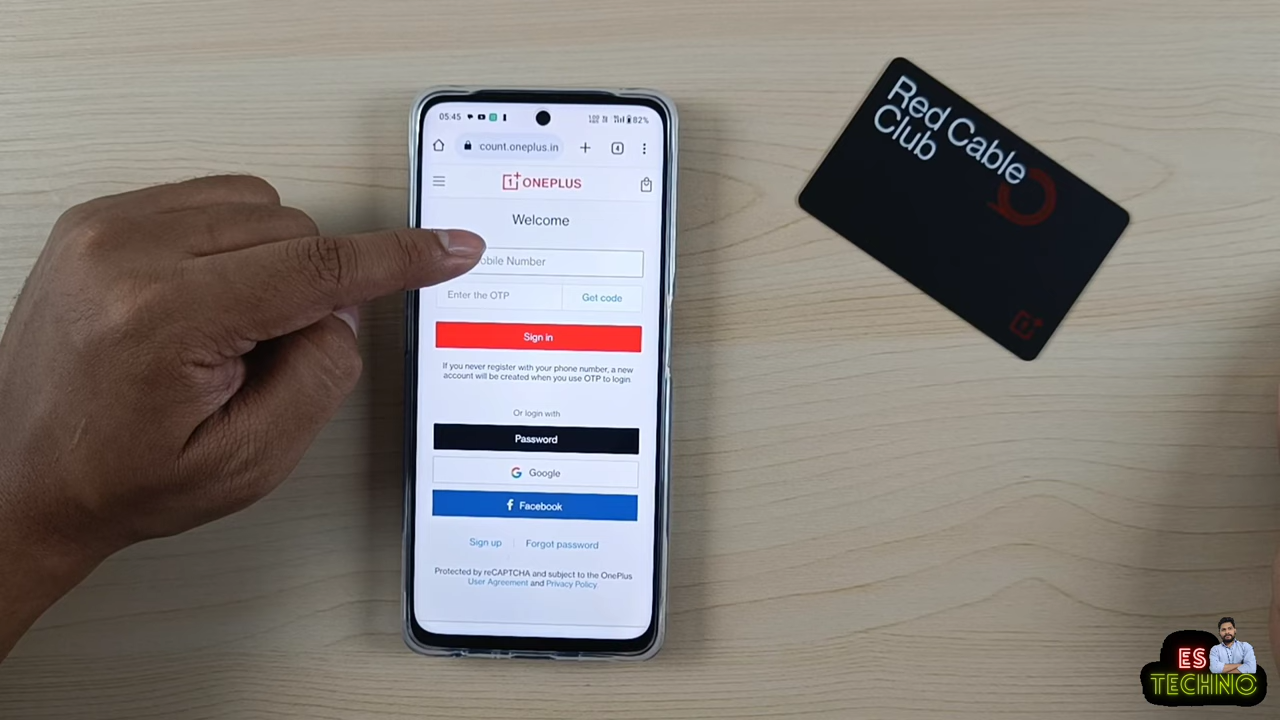 05:45
82%
count.oneplus.in
4
ONEPLUS
Welcome
Number
Enter the OTP
Get code
Sign in
If you never register with your phone number, a new
account will be created when you use OTP to login
Or login with
Password
Google
Facebook
Sign up
Forgot password
Protected by reCAPTCHA and subject to the OnePlus
User Agreement and Privacy Policy
Red Cable
Club
ES
TECHNO